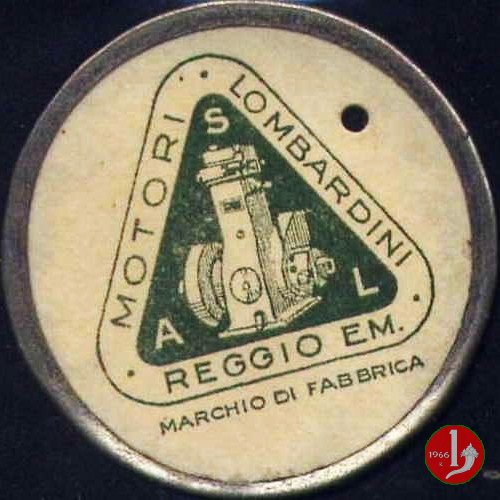 MOTORI
LOMBARDINI
REGGIO EM.
S
A
L
MARCHIO DI FABBRICA
1966